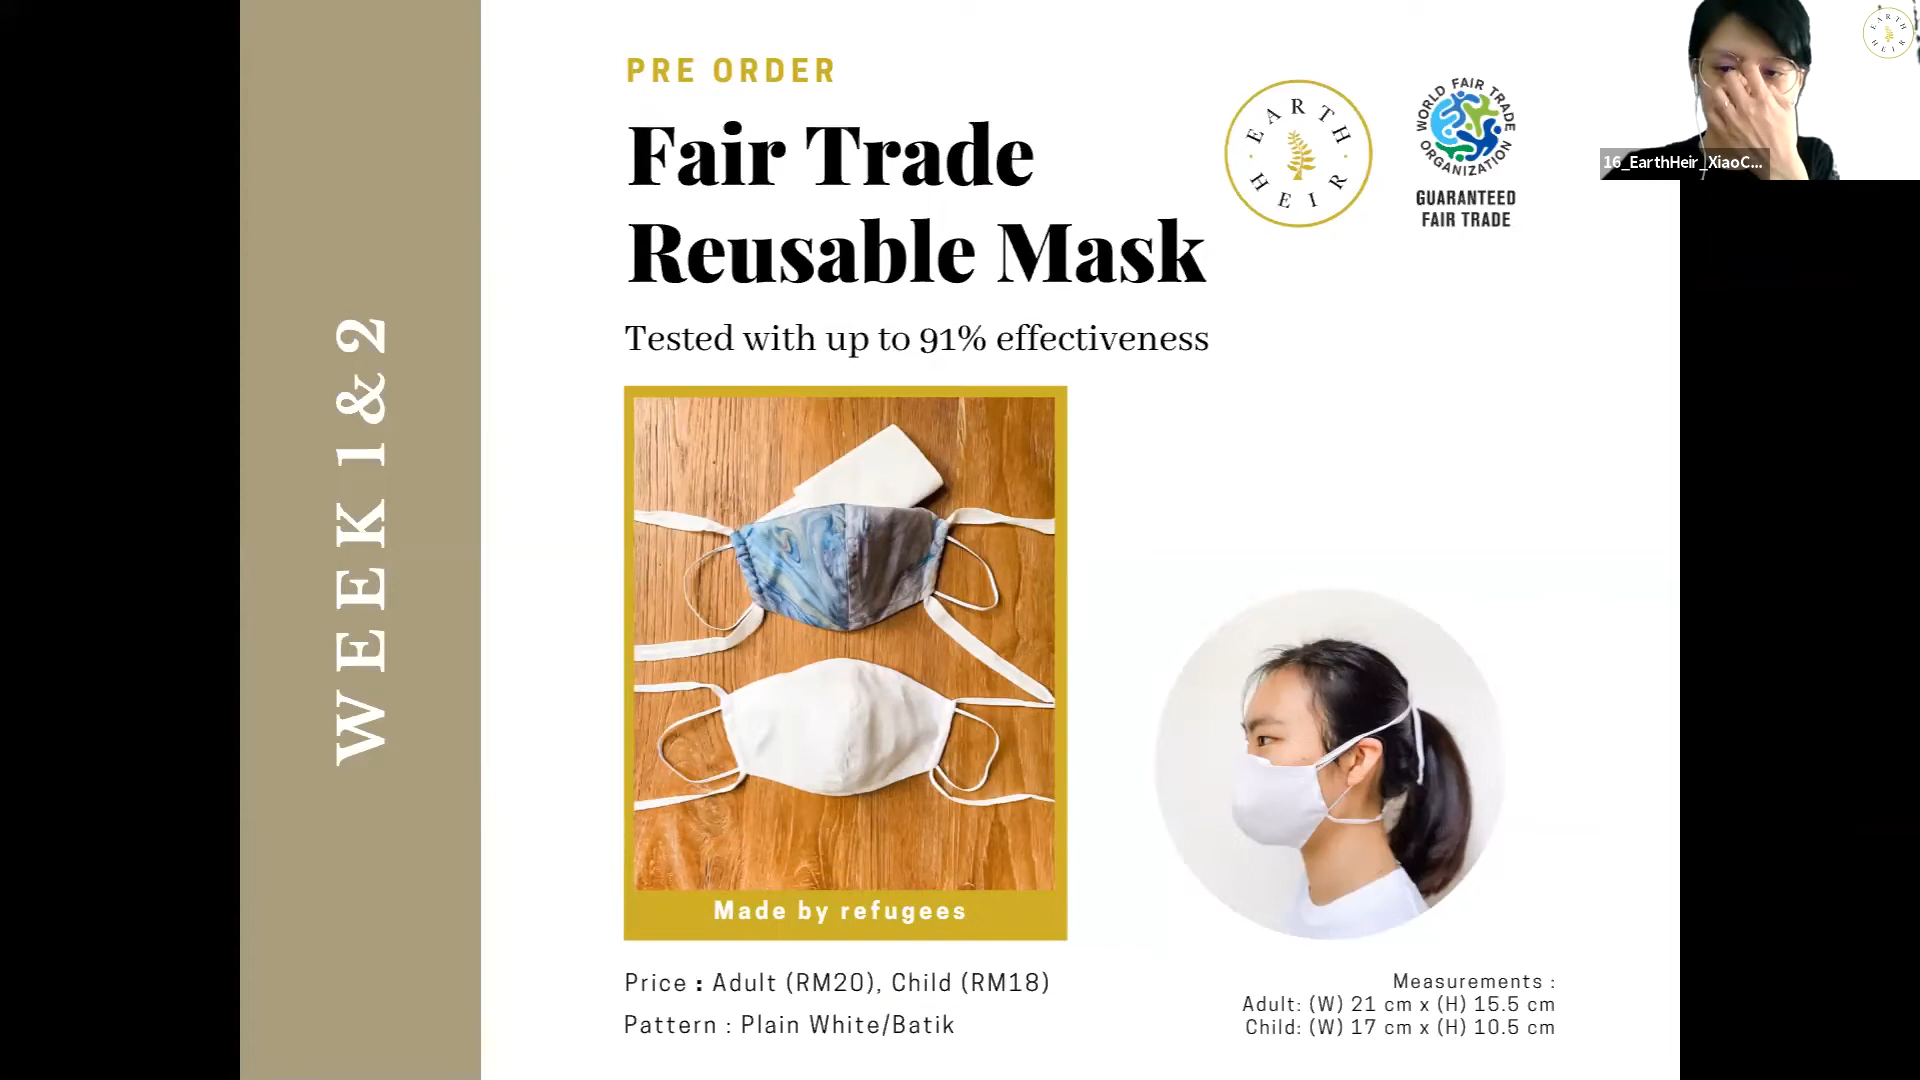 WEEK 1 & 2
PRE ORDER
Fair Trade
Reusable Mask
Tested with up to 91% effectiveness
EARTH
HEIR
WORLD FAIR TRADE
ORGANIZATION
GUARANTEED
FAIR TRADE
Made by refugees
Price : Adult (RM20), Child (RM18)
Pattern : Plain White/Batik
Measurements :
Adult: (W) 21 cm x (H) 15.5 cm
Child: (W) 17 cm x (H) 10.5 cm
EARTH
HEIR
16_EarthHeir_XiaoC...